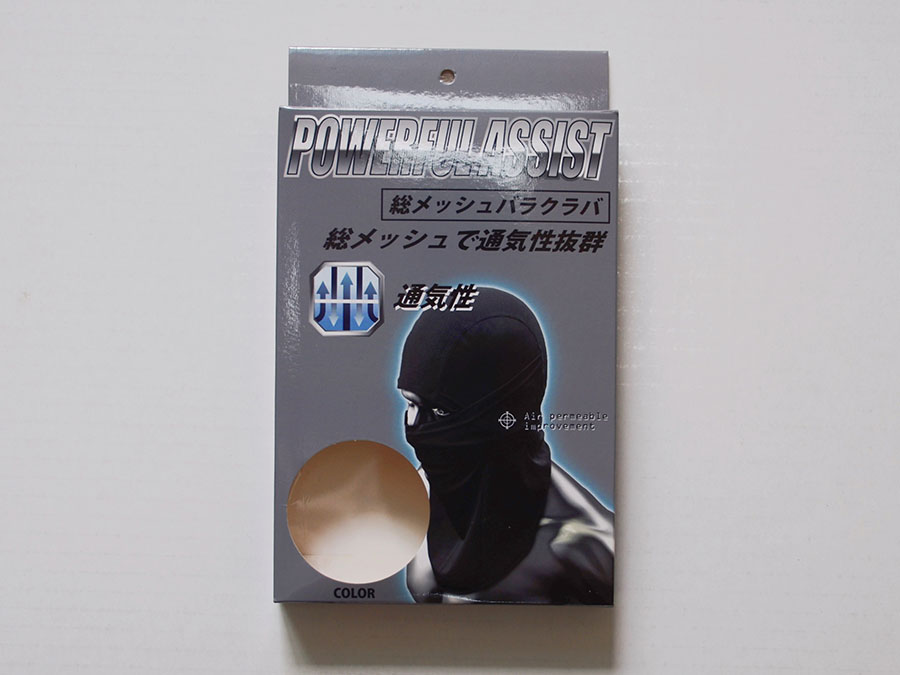 POWERFUL ASSIST
総メッシュバラクラバ
総メッシュで通気性抜群
通気性
Air permeable
improvement
COLOR